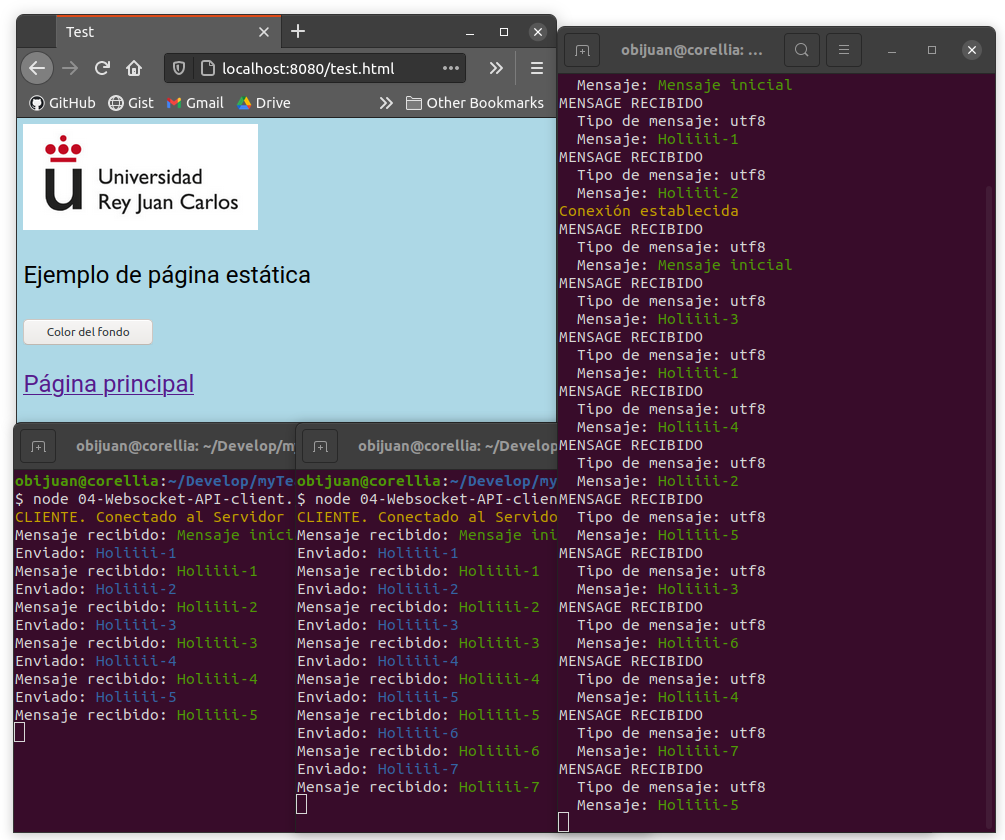 Test
localhost:8080/test.html
GitHub Gist Gmail Drive Other Bookmarks
Universidad
Rey Juan Carlos
Ejemplo de página estática
Color del fondo
Página principal
obijuan@corellia: ~/Develop/my
obijuan@corellia:~/Develop/myTe
$ node 04-Websocket-API-client.
CLIENTE. Conectado al Servidor
Mensaje recibido: Mensaje inici
Enviado: Holiiii-1
Mensaje recibido: Holiiii-1
Enviado: Holiiii-2
Mensaje recibido: Holiiii-2
Enviado: Holiiii-3
Mensaje recibido: Holiiii-3
Enviado: Holiiii-4
Mensaje recibido: Holiiii-4
Enviado: Holiiii-5
Mensaje recibido: Holiiii-5
obijuan@corellia: ~/Develop
obijuan@corellia:~/Develop/my
$ node 04-Websocket-API-clien
CLIENTE. Conectado al Servido
Mensaje recibido: Mensaje ini
Enviado: Holiiii-1
Mensaje recibido: Holiiii-1
Enviado: Holiiii-2
Mensaje recibido: Holiiii-2
Enviado: Holiiii-3
Mensaje recibido: Holiiii-3
Enviado: Holiiii-4
Mensaje recibido: Holiiii-4
Enviado: Holiiii-5
Mensaje recibido: Holiiii-5
Enviado: Holiiii-6
Mensaje recibido: Holiiii-6
Enviado: Holiiii-7
Mensaje recibido: Holiiii-7
obijuan@corellia: ...
Mensaje: Mensaje inicial
MENSAGE RECIBIDO
Tipo de mensaje: utf8
Mensaje: Holiiii-1
MENSAGE RECIBIDO
Tipo de mensaje: utf8
Mensaje: Holiiii-2
Conexión establecida
MENSAGE RECIBIDO
Tipo de mensaje: utf8
Mensaje: Mensaje inicial
MENSAGE RECIBIDO
Tipo de mensaje: utf8
Mensaje: Holiiii-3
MENSAGE RECIBIDO
Tipo de mensaje: utf8
Mensaje: Holiiii-1
MENSAGE RECIBIDO
Tipo de mensaje: utf8
Mensaje: Holiiii-4
MENSAGE RECIBIDO
Tipo de mensaje: utf8
Mensaje: Holiiii-2
MENSAGE RECIBIDO
Tipo de mensaje: utf8
Mensaje: Holiiii-5
MENSAGE RECIBIDO
Tipo de mensaje: utf8
Mensaje: Holiiii-3
MENSAGE RECIBIDO
Tipo de mensaje: utf8
Mensaje: Holiiii-6
MENSAGE RECIBIDO
Tipo de mensaje: utf8
Mensaje: Holiiii-4
MENSAGE RECIBIDO
Tipo de mensaje: utf8
Mensaje: Holiiii-7
MENSAGE RECIBIDO
Tipo de mensaje: utf8
Mensaje: Holiiii-5